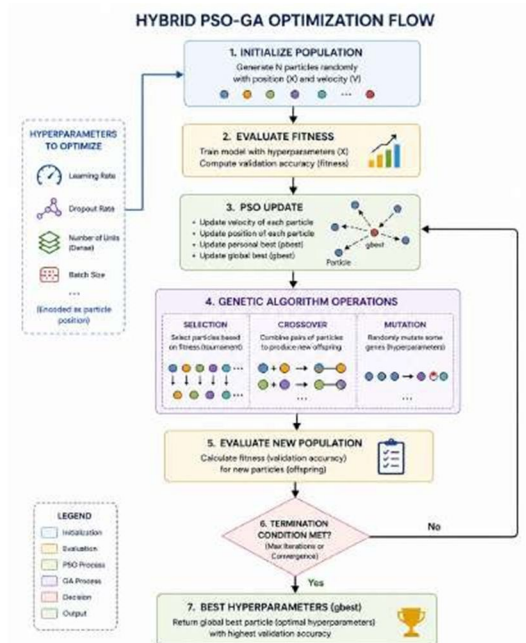 HYBRID PSO-GA OPTIMIZATION FLOW
1. INITIALIZE POPULATION
Generate N particles randomly
with position (X) and velocity (V)
...
HYPERPARAMETERS
TO OPTIMIZE
Learning Rate
Dropout Rate
Number of Units
(Dense)
Batch Size
...
(Encoded as particle
position)
2. EVALUATE FITNESS
Train model with hyperparameters (X)
Compute validation accuracy (fitness)
3. PSO UPDATE
• Update velocity of each particle
• Update position of each particle
• Update personal best (pbest)
• Update global best (gbest)
gbest
Particle
4. GENETIC ALGORITHM OPERATIONS
SELECTION
Select particles based
on fitness (tournament)
...
...
CROSSOVER
Combine pairs of particles
to produce new offspring
+
+
...
MUTATION
Randomly mutate some
genes (hyperparameters)
...
5. EVALUATE NEW POPULATION
Calculate fitness (validation accuracy)
for new particles (offspring)
6. TERMINATION
CONDITION MET?
(Max Iterations or
Convergence)
No
Yes
7. BEST HYPERPARAMETERS (gbest)
Return global best particle (optimal hyperparameters)
with highest validation accuracy
LEGEND
Initialization
Evaluation
PSO Process
GA Process
Decision
Output